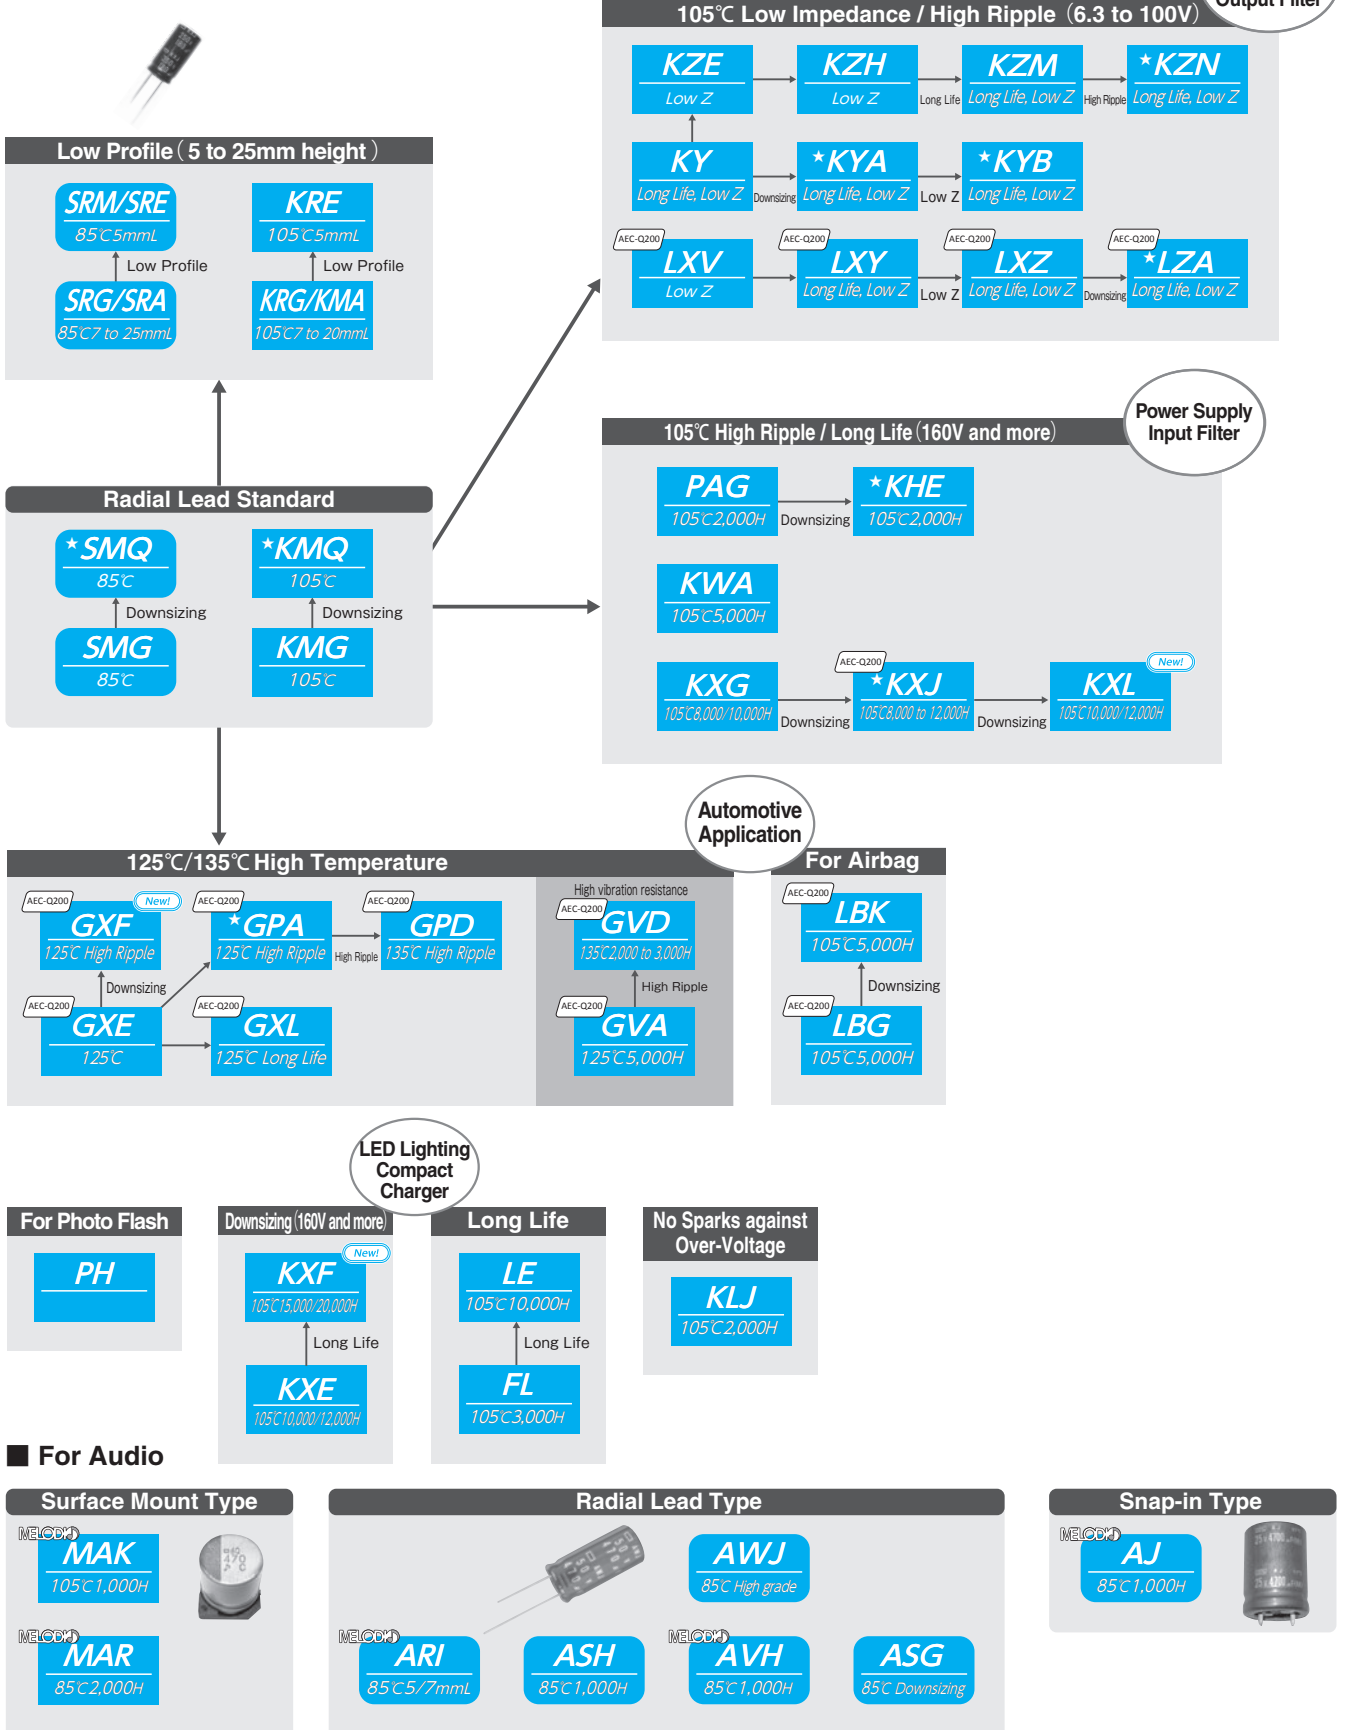 Output Filter
105℃ Low Impedance / High Ripple (6.3 to 100V)
KZE
Low Z
KZH
Low Z
Long Life
KZM
Long Life, Low Z
High Ripple
★KZN
Long Life, Low Z
KY
Long Life, Low Z
Downsizing
★KYA
Long Life, Low Z
Low Z
★KYB
Long Life, Low Z
AEC-Q200
LXV
Low Z
AEC-Q200
LXY
Long Life, Low Z
Low Z
AEC-Q200
LXZ
Long Life, Low Z
Downsizing
AEC-Q200
★LZA
Long Life, Low Z
Low Profile (5 to 25mm height)
SRM/SRE
85℃5mmL
Low Profile
SRG/SRA
85℃7 to 25mmL
KRE
105℃5mmL
Low Profile
KRG/KMA
105℃7 to 20mmL
Power Supply
Input Filter
105℃ High Ripple / Long Life (160V and more)
PAG
105℃2,000H
Downsizing
★KHE
105℃2,000H
KWA
105℃5,000H
KXG
105℃8,000/10,000H
Downsizing
AEC-Q200
★KXJ
105℃8,000 to 12,000H
Downsizing
New!
KXL
105℃10,000/12,000H
Radial Lead Standard
★SMQ
85℃
Downsizing
SMG
85℃
★KMQ
105℃
Downsizing
KMG
105℃
Automotive
Application
125℃/135℃ High Temperature
AEC-Q200
New!
GXF
125℃ High Ripple
Downsizing
AEC-Q200
★GPA
125℃ High Ripple
High Ripple
AEC-Q200
GPD
135℃ High Ripple
AEC-Q200
GXE
125℃
AEC-Q200
GXL
125℃ Long Life
High vibration resistance
AEC-Q200
GVD
135℃2,000 to 3,000H
High Ripple
AEC-Q200
GVA
125℃5,000H
For Airbag
AEC-Q200
LBK
105℃5,000H
Downsizing
AEC-Q200
LBG
105℃5,000H
LED Lighting
Compact
Charger
For Photo Flash
PH
Downsizing (160V and more)
New!
KXF
105℃15,000/20,000H
Long Life
KXE
105℃10,000/12,000H
Long Life
LE
105℃10,000H
Long Life
FL
105℃3,000H
No Sparks against
Over-Voltage
KLJ
105℃2,000H
■ For Audio
Surface Mount Type
MELODIO
MAK
105℃1,000H
470
MELODIO
MAR
85℃2,000H
Radial Lead Type
AWJ
85℃ High grade
MELODIO
ARI
85℃5/7mmL
ASH
85℃1,000H
MELODIO
AVH
85℃1,000H
ASG
85℃ Downsizing
Snap-in Type
MELODIO
AJ
85℃1,000H